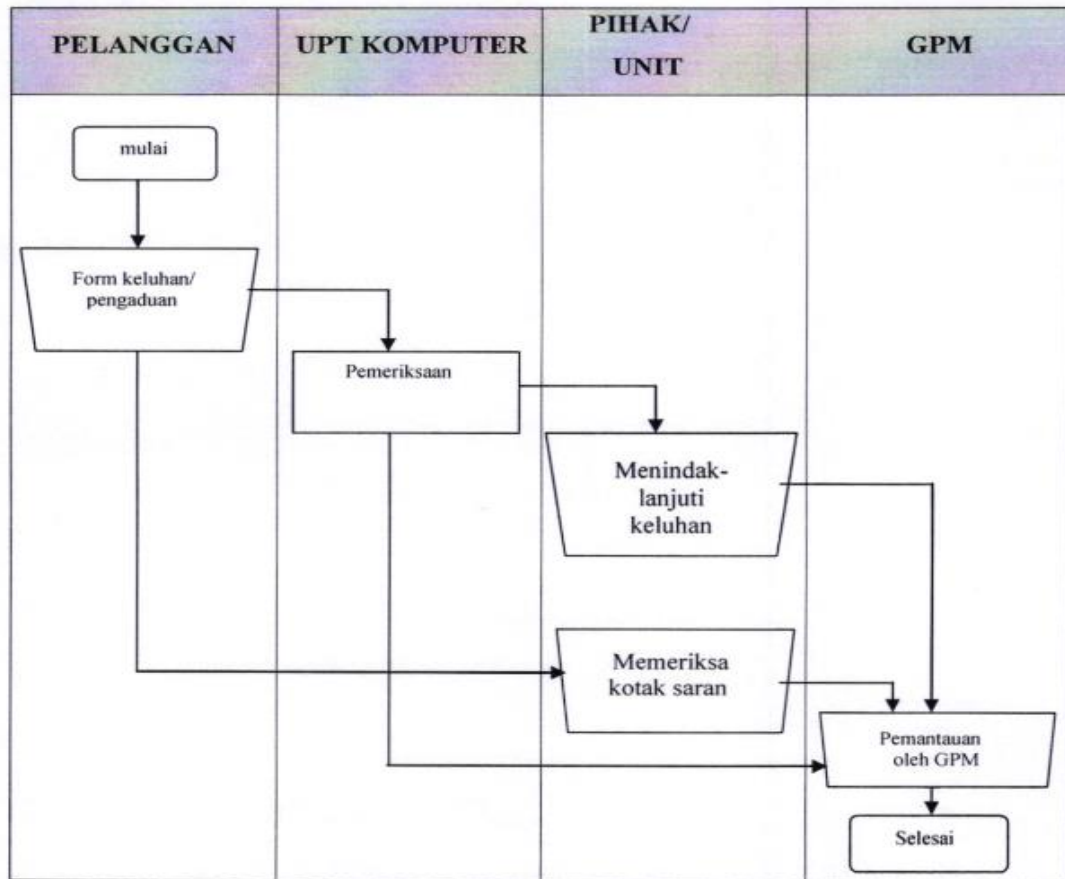 PELANGGAN
UPT KOMPUTER
PIHAK/
UNIT
GPM
mulai
Form keluhan/
pengaduan
Pemeriksaan
Menindak-
lanjuti
keluhan
Memeriksa
kotak saran
Pemantauan
oleh GPM
Selesai